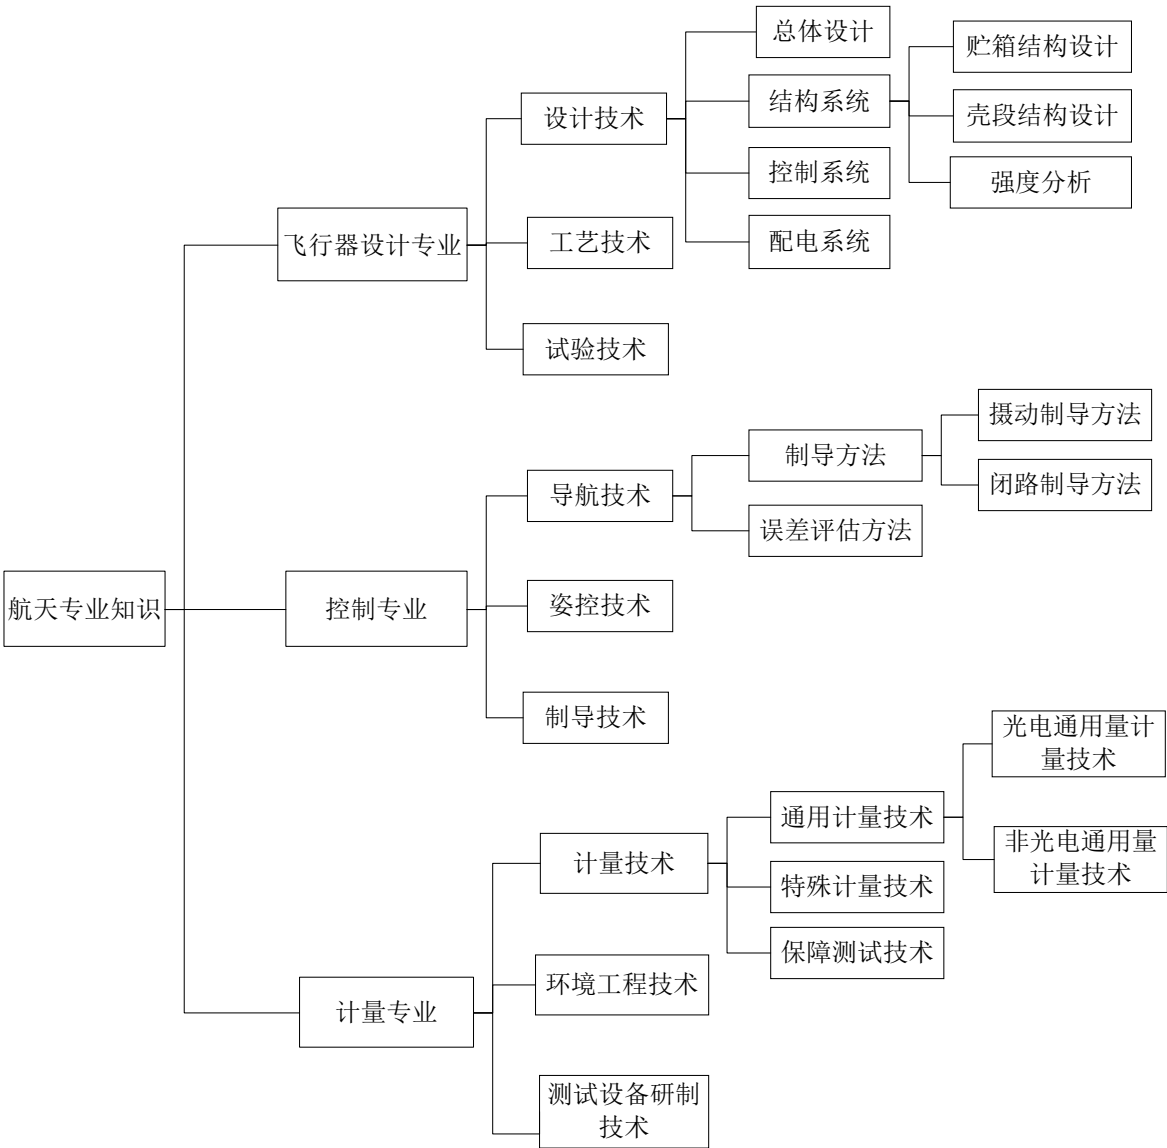 总体设计
贮箱结构设计
结构系统
设计技术
壳段结构设计
控制系统
强度分析
飞行器设计专业
工艺技术
配电系统
试验技术
摄动制导方法
制导方法
闭路制导方法
导航技术
误差评估方法
航天专业知识
控制专业
姿控技术
制导技术
光电通用量计
量技术
通用计量技术
计量技术
非光电通用量
计量技术
特殊计量技术
保障测试技术
环境工程技术
计量专业
测试设备研制
技术